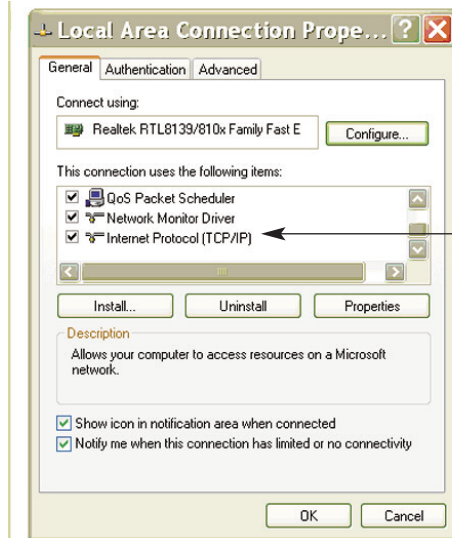 Local Area Connection Prope...
General Authentication Advanced
Connect using:
Realtek RTL8139/810x Family Fast E
Configure...
This connection uses the following items:
QoS Packet Scheduler
Network Monitor Driver
Internet Protocol (TCP/IP)
Install... Uninstall Properties
Description
Allows your computer to access resources on a Microsoft
network.
Show icon in notification area when connected
Notify me when this connection has limited or no connectivity
OK Cancel